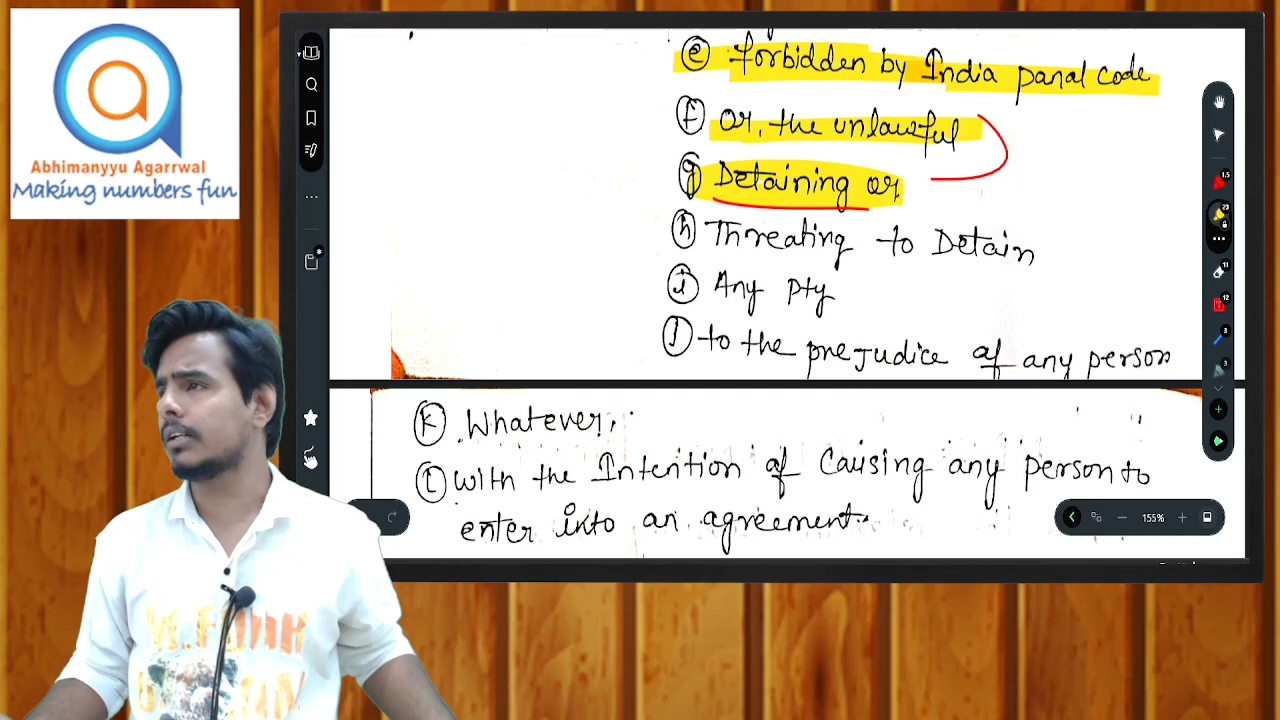 Abhimanyyu Agarrwal
Making numbers fun
(e) forbidden by India panal code
(f) Or, the unlawful
(g) Detaining or
(h) Threating to Detain
(i) Any pty
(J) to the prejudice of any person
(k) Whatever.
(l) with the Intention of Causing any person to
enter into an agreement.
155%